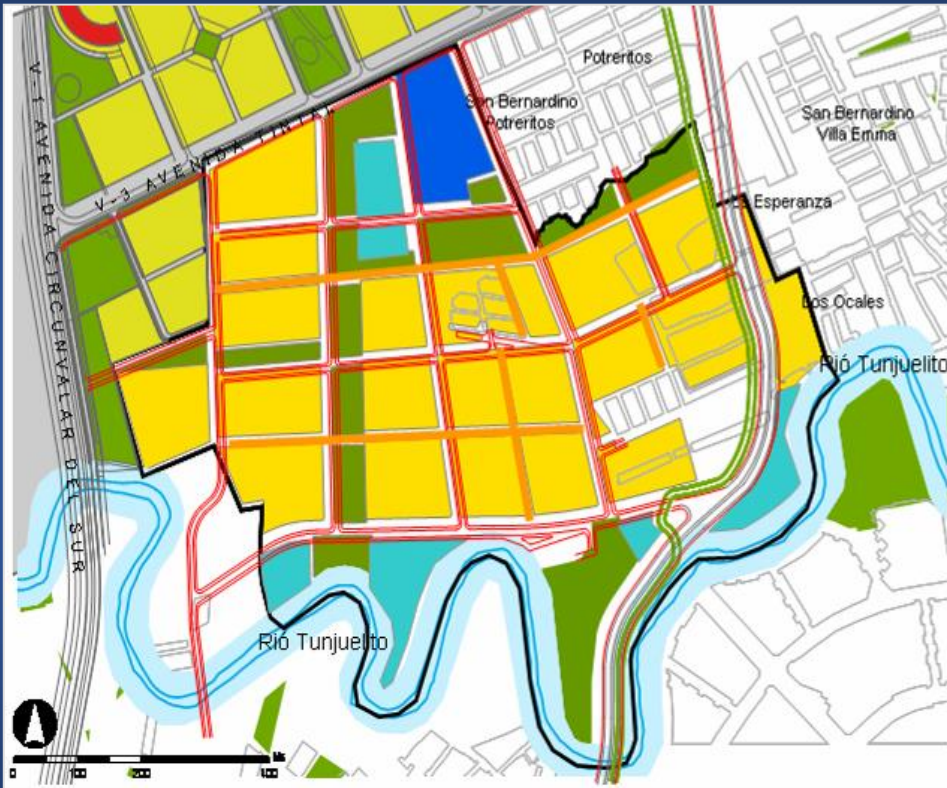 Potreritos
San Bernardino
Potreritos
San Bernardino
Villa Emma
V-3 AVENIDA TINTAL
V-1 AVENIDA CIRCUNVALAR DEL SUR
La Esperanza
Los Ocales
Rió Tunjuelito
Rió Tunjuelito
0 100 200 400